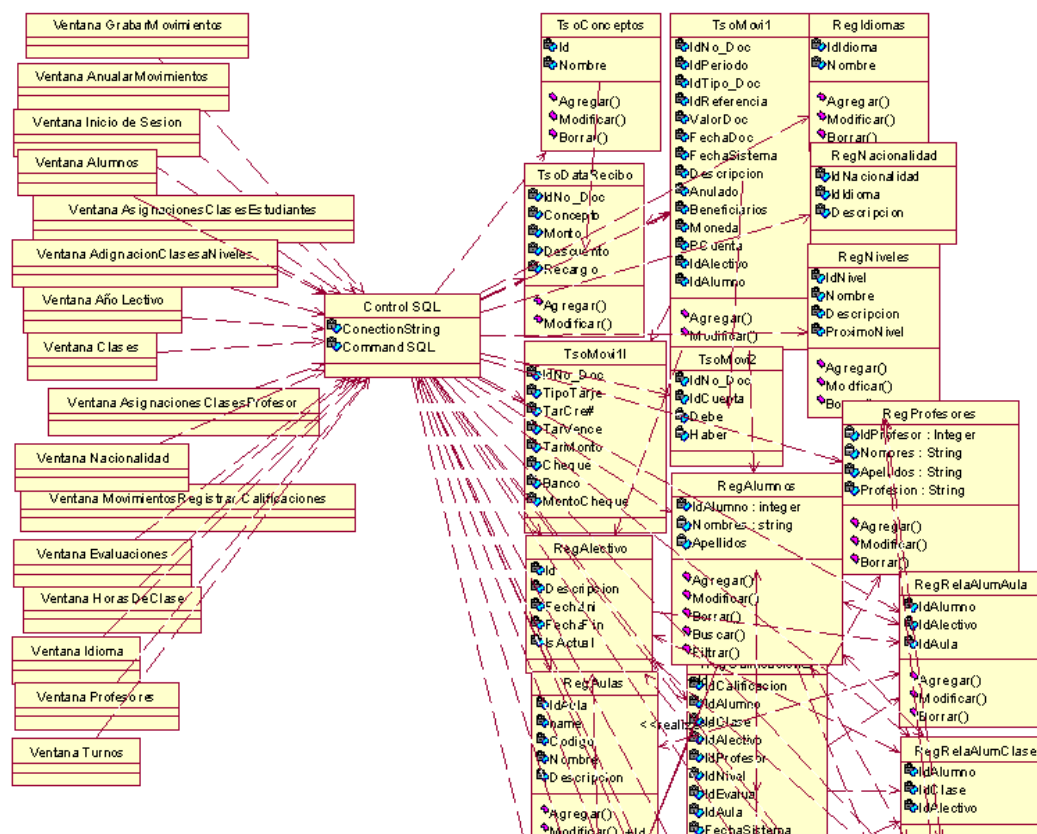 Ventana GrabarMovimientos
Ventana AnualarMovimientos
Ventana Inicio de Sesion
Ventana Alumnos
Ventana AsignacionesClasesEstudiantes
Ventana AdignacionClasesaNiveles
Ventana Año Lectivo
Ventana Clases
Ventana AsignacionesClasesProfesor
Ventana Nacionalidad
Ventana MovimientosRegistrar Calificaciones
Ventana Evaluaciones
Ventana HorasDeClase
Ventana Idioma
Ventana Profesores
Ventana Turnos
Control SQL
ConectionString
CommandSQL
TsoConceptos
Id
Nombre
Agregar()
Modificar()
Borrar()
TsoDataRecibo
IdNo_Doc
Concepto
Monto
Descuento
Recargo
Agregar()
Modificar()
TsoMovi1I
IdNo_Doc
TipoTarje
TarCre#
TarVence
TarMonto
Cheque
Banco
MontoCheque
RegAlectivo
Id
Descripcion
FechaIni
FechaFin
IsActual
RegAulas
IdAula
name
Codigo
Nombre
Descripcion
Agregar()
Modificar()
TsoMovi1
IdNo_Doc
IdPeriodo
IdTipo_Doc
IdReferencia
ValorDoc
FechaDoc
FechaSistema
Descripcion
Anulado
Beneficiarios
Moneda
BCuenta
IdAlectivo
IdAlumno
Agregar()
Modificar()
TsoMovi2
IdNo_Doc
IdCuenta
Debe
Haber
RegAlumnos
IdAlumno : integer
Nombres : string
Apellidos
Agregar()
Modificar()
Borrar()
Buscar()
Filtrar()
IdCalificacion
IdAlumno
IdClase
IdAlectivo
IdProfesor
IdNivel
IdEvalua
IdAula
FechaSistema
RegIdiomas
IdIdioma
Nombre
Agregar()
Modificar()
Borrar()
RegNacionalidad
IdNacionalidad
IdIdioma
Descripcion
RegNiveles
IdNivel
Nombre
Descripcion
ProximoNivel
Agregar()
Modificar()
RegProfesores
IdProfesor : Integer
Nombres : String
Apellidos : String
Profesion : String
Agregar()
Modificar()
Borrar()
RegRelaAlumAula
IdAlumno
IdAlectivo
IdAula
Agregar()
Modificar()
Borrar()
RegRelaAlumClase
IdAlumno
IdClase
IdAlectivo